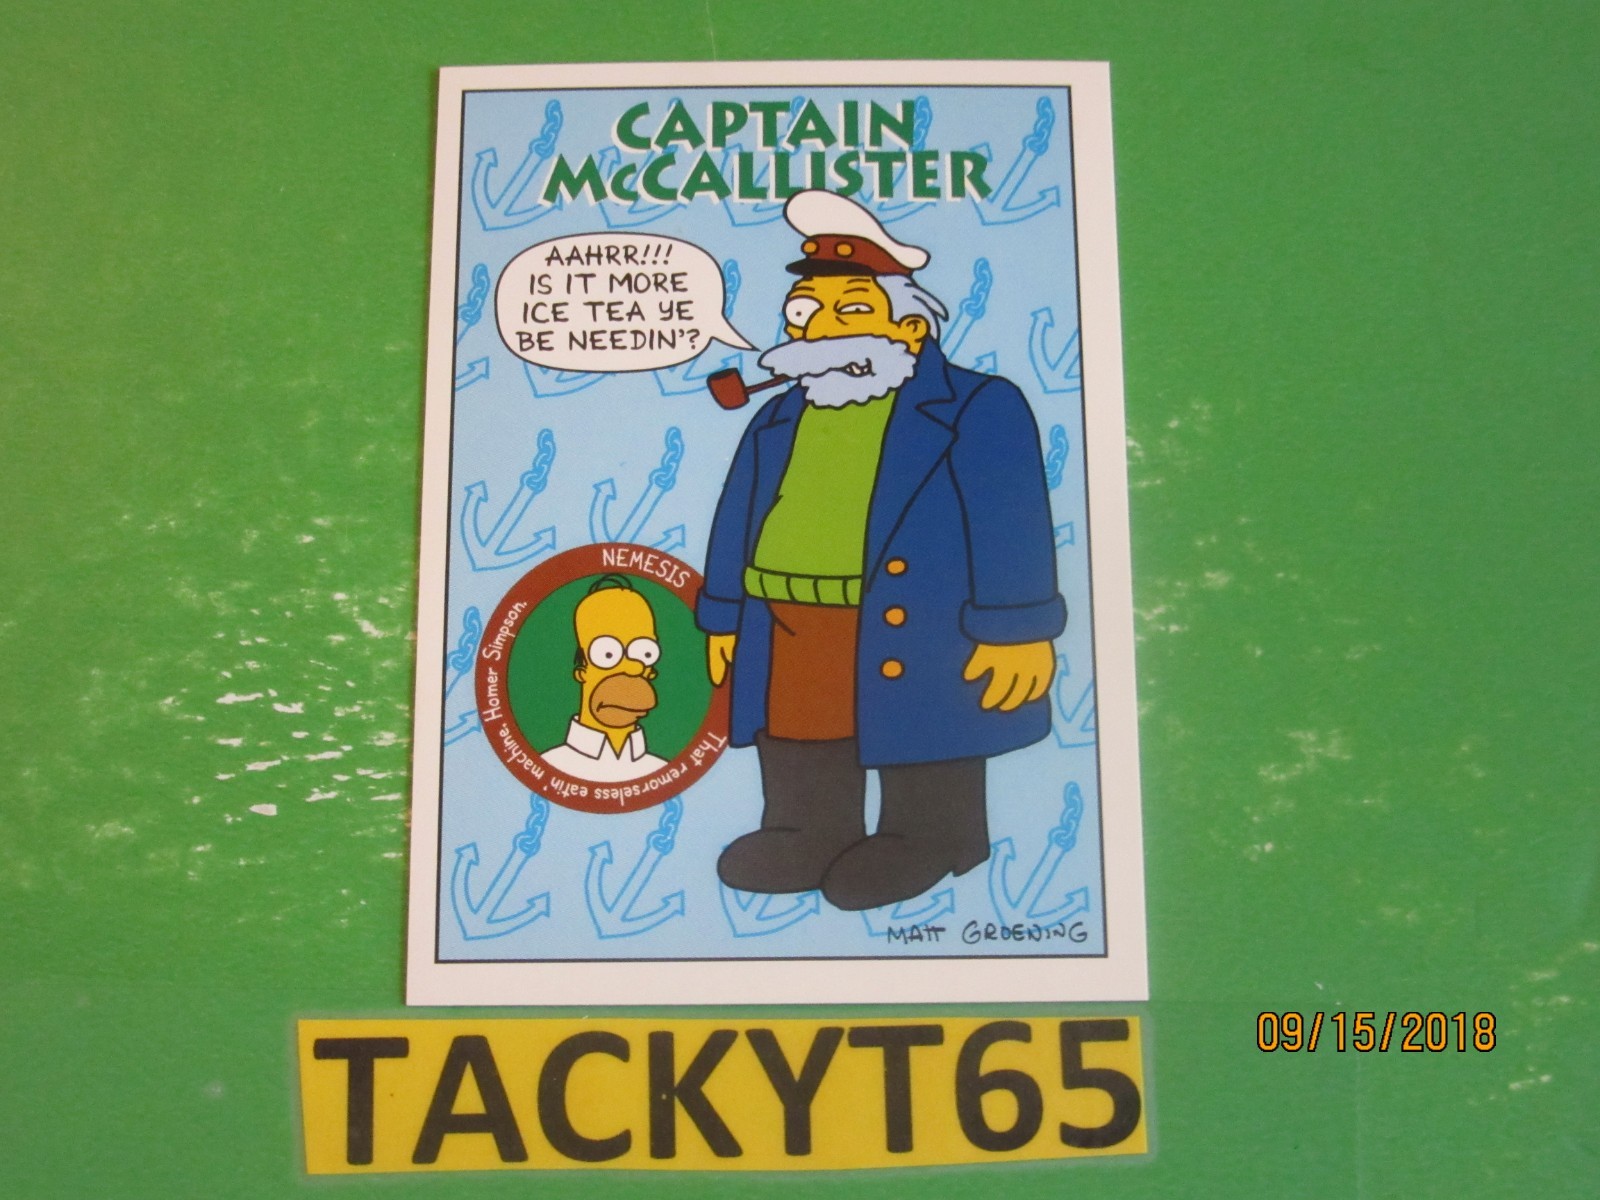 CAPTAIN
McCALLISTER
AAHRR!!!
IS IT MORE
ICE TEA YE
BE NEEDIN'?
NEMESIS
That remorseless eatin' machine, Homer Simpson.
MATT GROENING
09/15/2018
TACKYT65